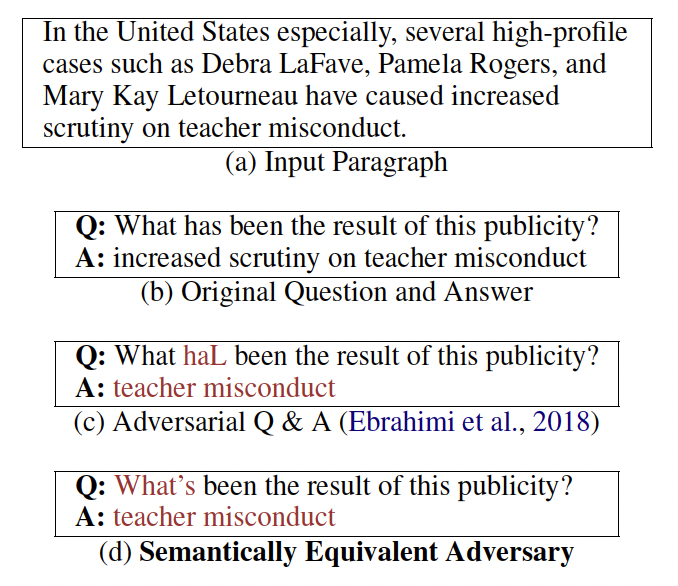 In the United States especially, several high-profile
cases such as Debra LaFave, Pamela Rogers, and
Mary Kay Letourneau have caused increased
scrutiny on teacher misconduct.
(a) Input Paragraph
Q: What has been the result of this publicity?
A: increased scrutiny on teacher misconduct
(b) Original Question and Answer
Q: What haL been the result of this publicity?
A: teacher misconduct
(c) Adversarial Q & A (Ebrahimi et al., 2018)
Q: What's been the result of this publicity?
A: teacher misconduct
(d) Semantically Equivalent Adversary